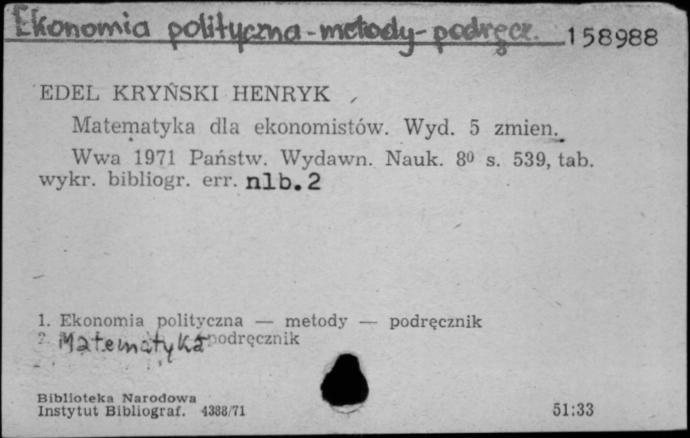 Ekonomia polityczna - metody - podręcz. 158988
EDEL KRYŃSKI HENRYK
Matematyka dla ekonomistów. Wyd. 5 zmien.
Wwa 1971 Państw. Wydawn. Nauk. 8⁰ s. 539, tab.
wykr. bibliogr. err. nlb. 2
1. Ekonomia polityczna — metody — podręcznik
2. Matematyka podręcznik
Biblioteka Narodowa
Instytut Bibliograf. 4388/71 51:33